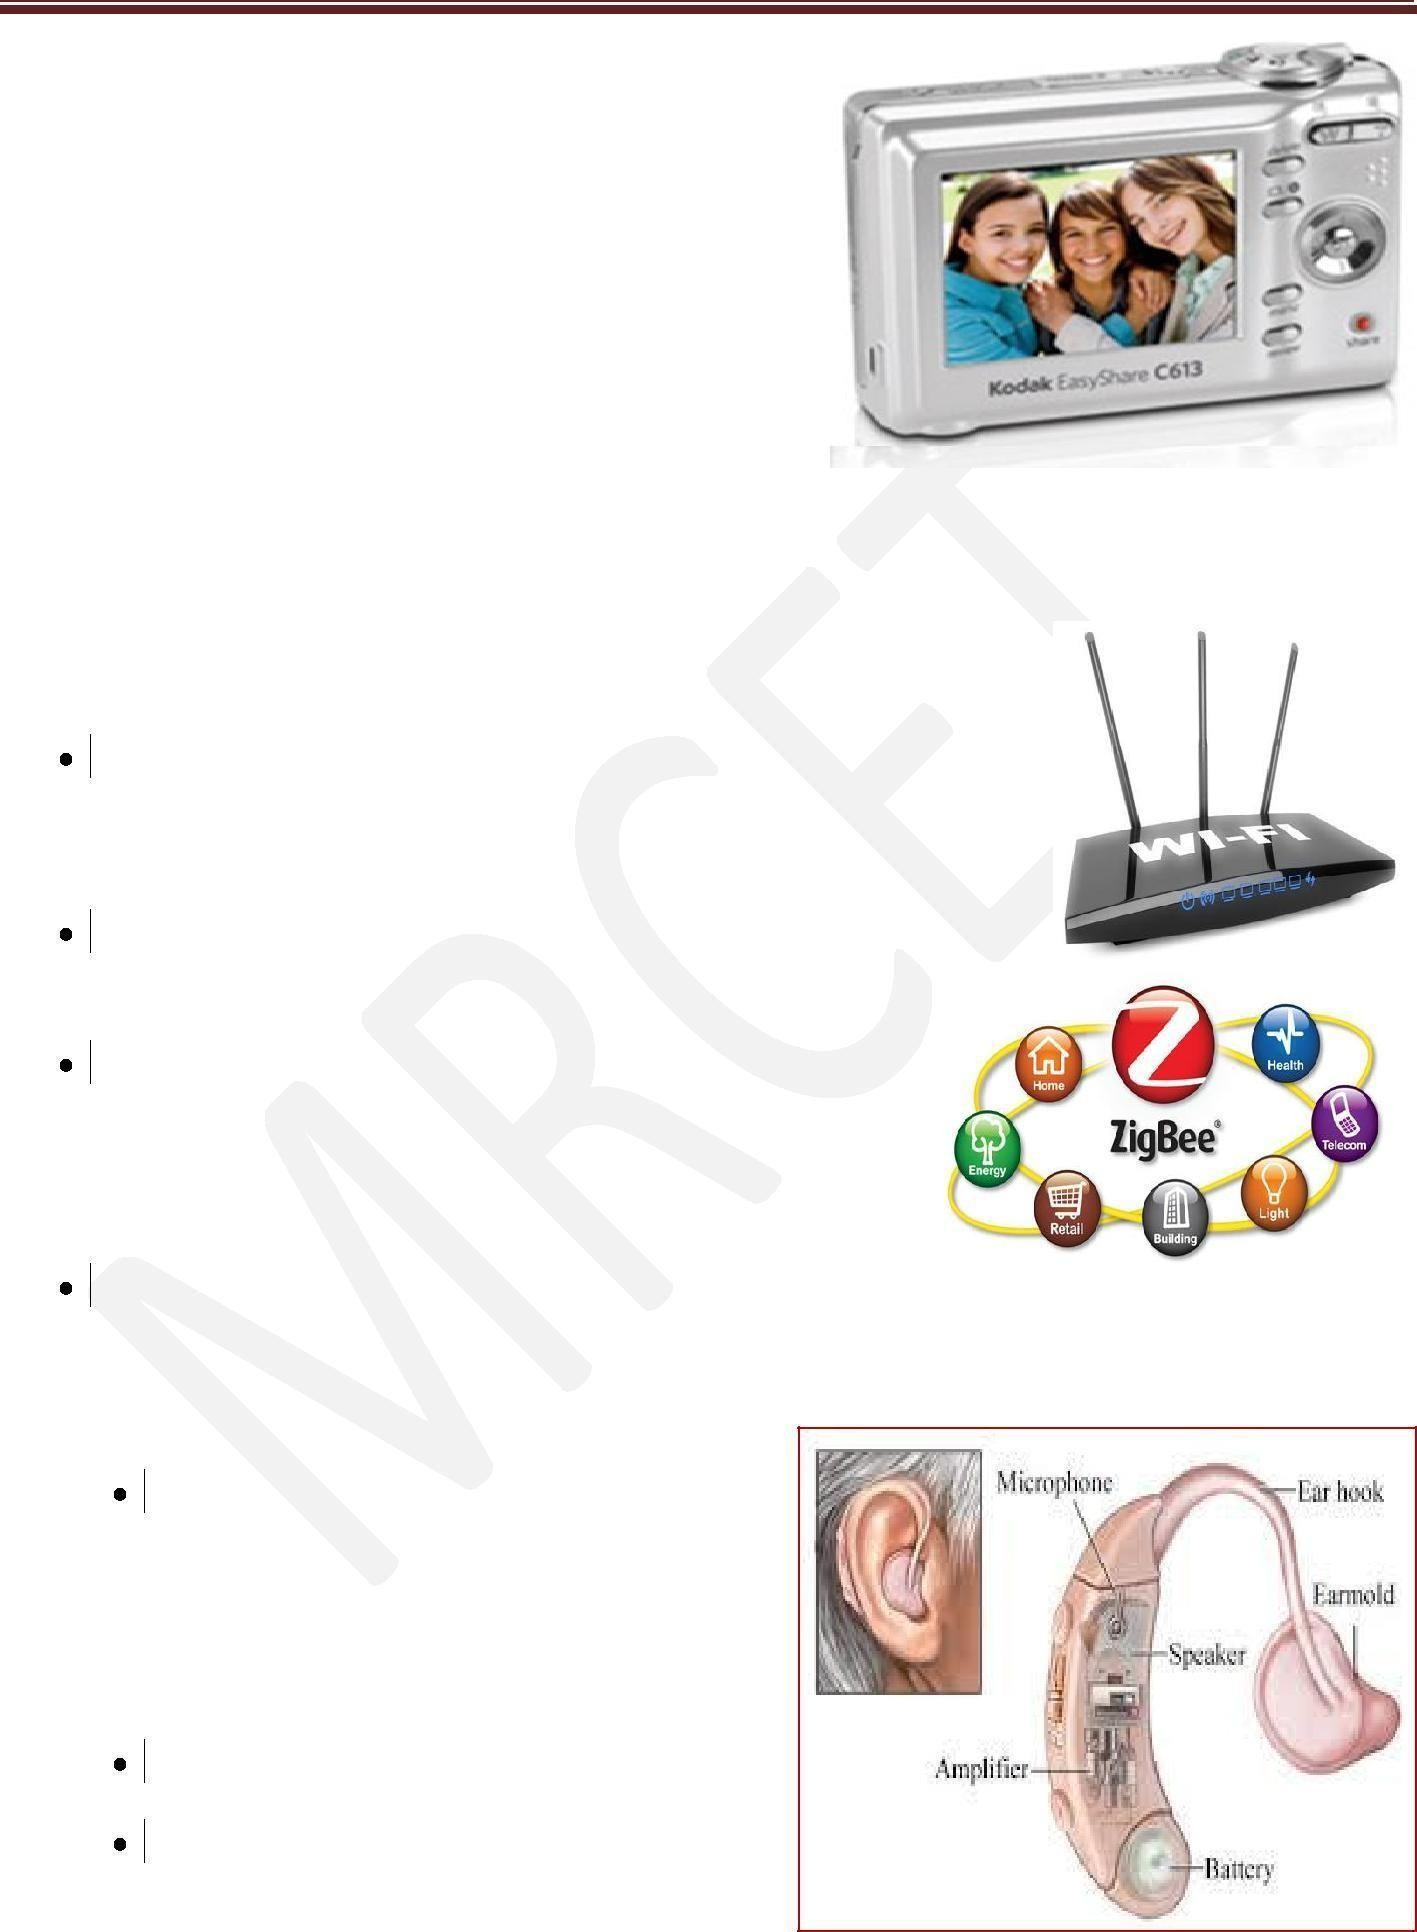 Kodak EasyShare C613
share
MRCET
WI-FI
Home
Health
ZigBee®
Telecom
Energy
Retail
Building
Light
Microphone
Ear hook
Earmold
Speaker
Amplifier
Battery